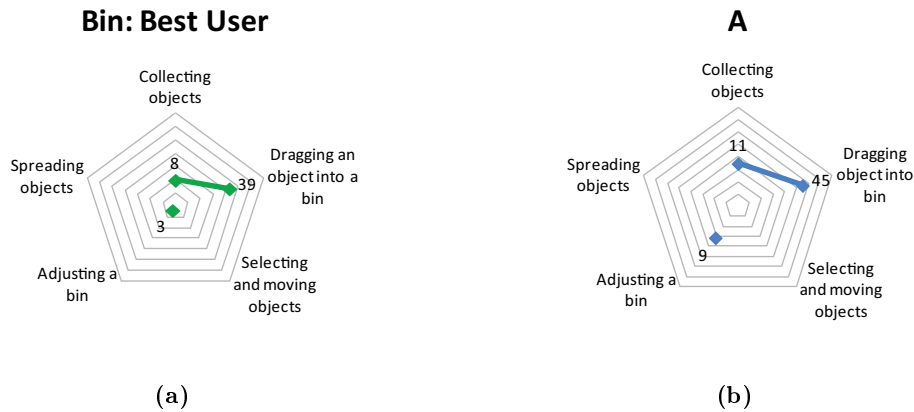 Bin: Best User
Collecting
objects
Spreading
objects
8
Dragging an
object into a
bin
39
3
Adjusting a
bin
Selecting
and moving
objects
(a)
A
Collecting
objects
Spreading
objects
11
Dragging
object into
bin
45
9
Adjusting a
bin
Selecting
and moving
objects
(b)